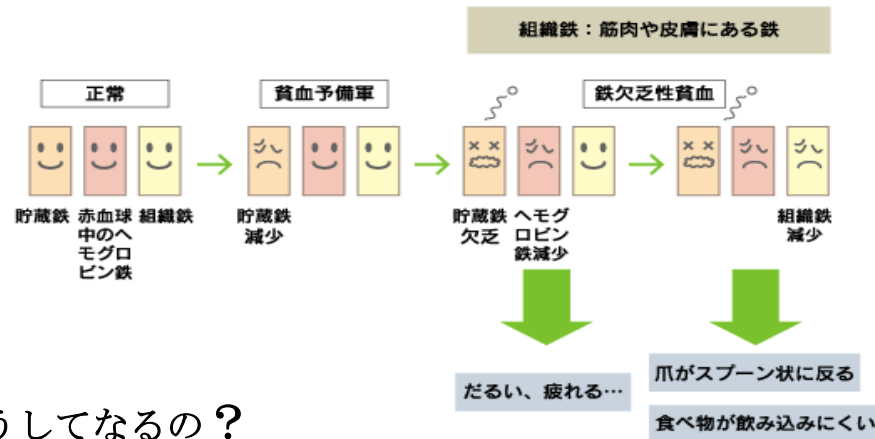 組織鉄：筋肉や皮膚にある鉄
正常
貧血予備軍
鉄欠乏性貧血
貯蔵鉄
赤血球
中のヘ
モグロ
ビン鉄
組織鉄
貯蔵鉄
減少
貯蔵鉄
欠乏
ヘモグ
ロビン
鉄減少
組織鉄
減少
だるい、疲れる…
爪がスプーン状に反る
食べ物が飲み込みにくい
うしてなるの？